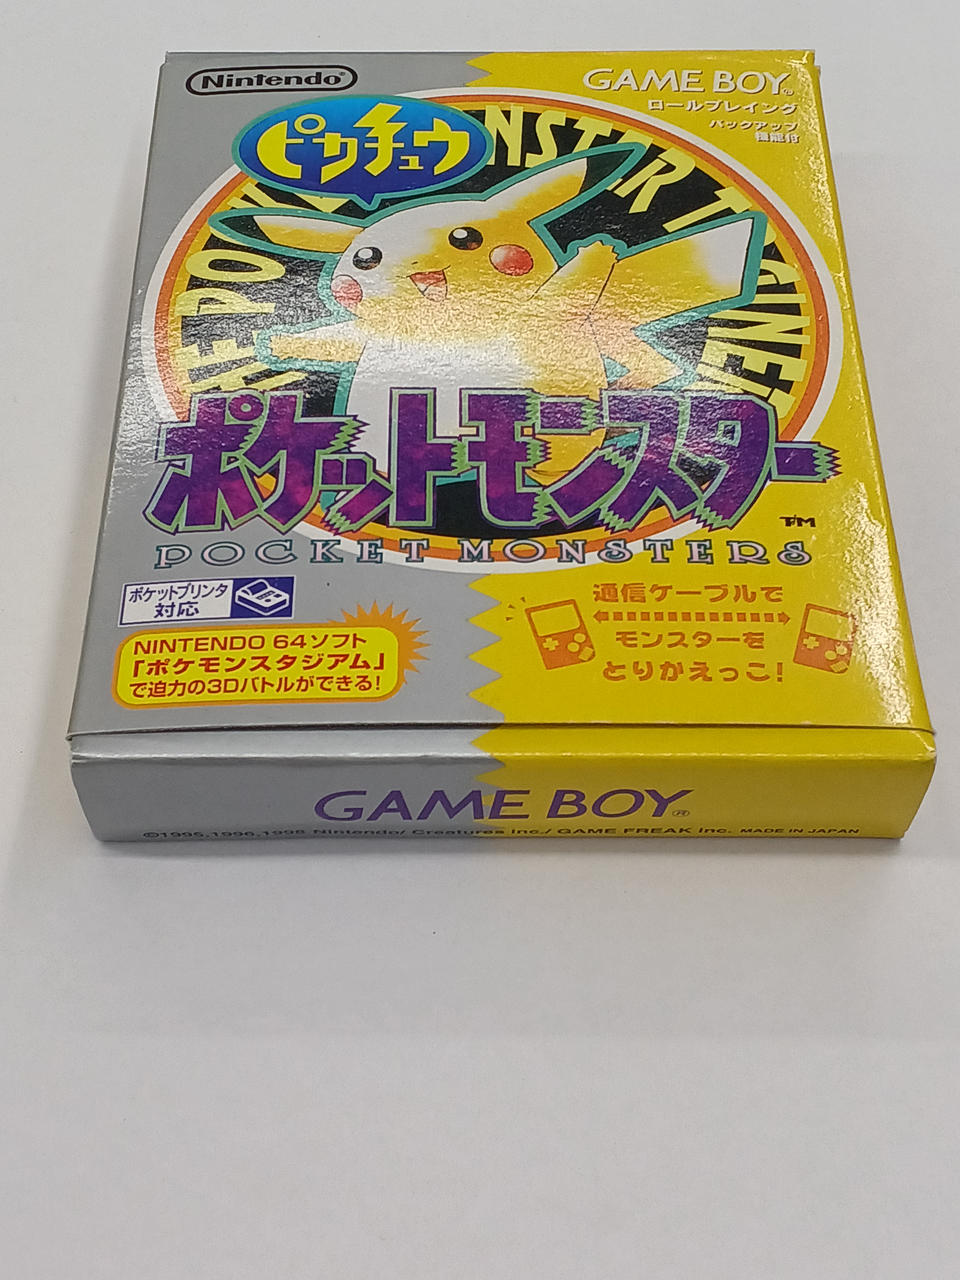 Nintendo®
GAME BOY®
ロールプレイング
バックアップ
機能付
ピカチュウ
ポケットモンスター
TM
POCKET MONSTERS
ポケットプリンタ
対応
NINTENDO 64ソフト
「ポケモンスタジアム」
で迫力の3Dバトルができる!
通信ケーブルで
モンスターを
とりかえっこ!
GAME BOY®
©1995,1996,1998 Nintendo/ Creatures inc./ GAME FREAK inc. MADE IN JAPAN